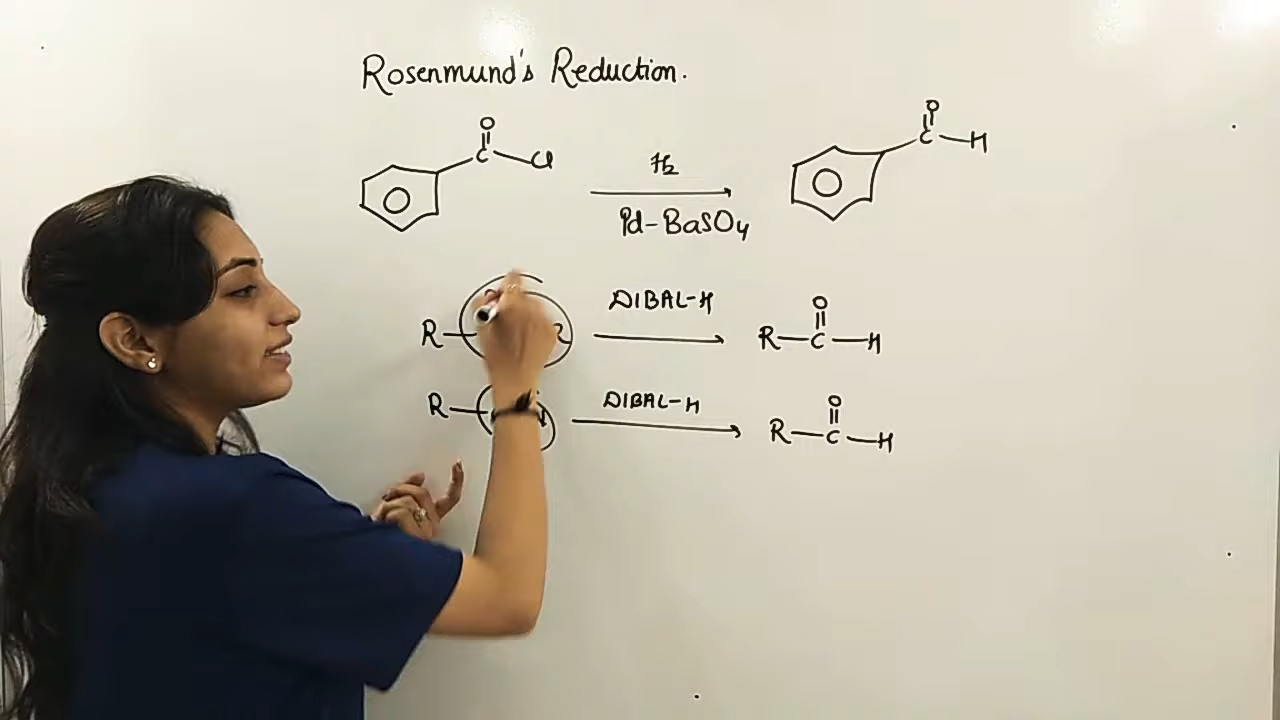 Rosenmund's Reduction.
O
C Cl H₂ O C H
Pd-BaSO₄
R DIBAL-H O R-C-H
R DIBAL-H O R-C-H